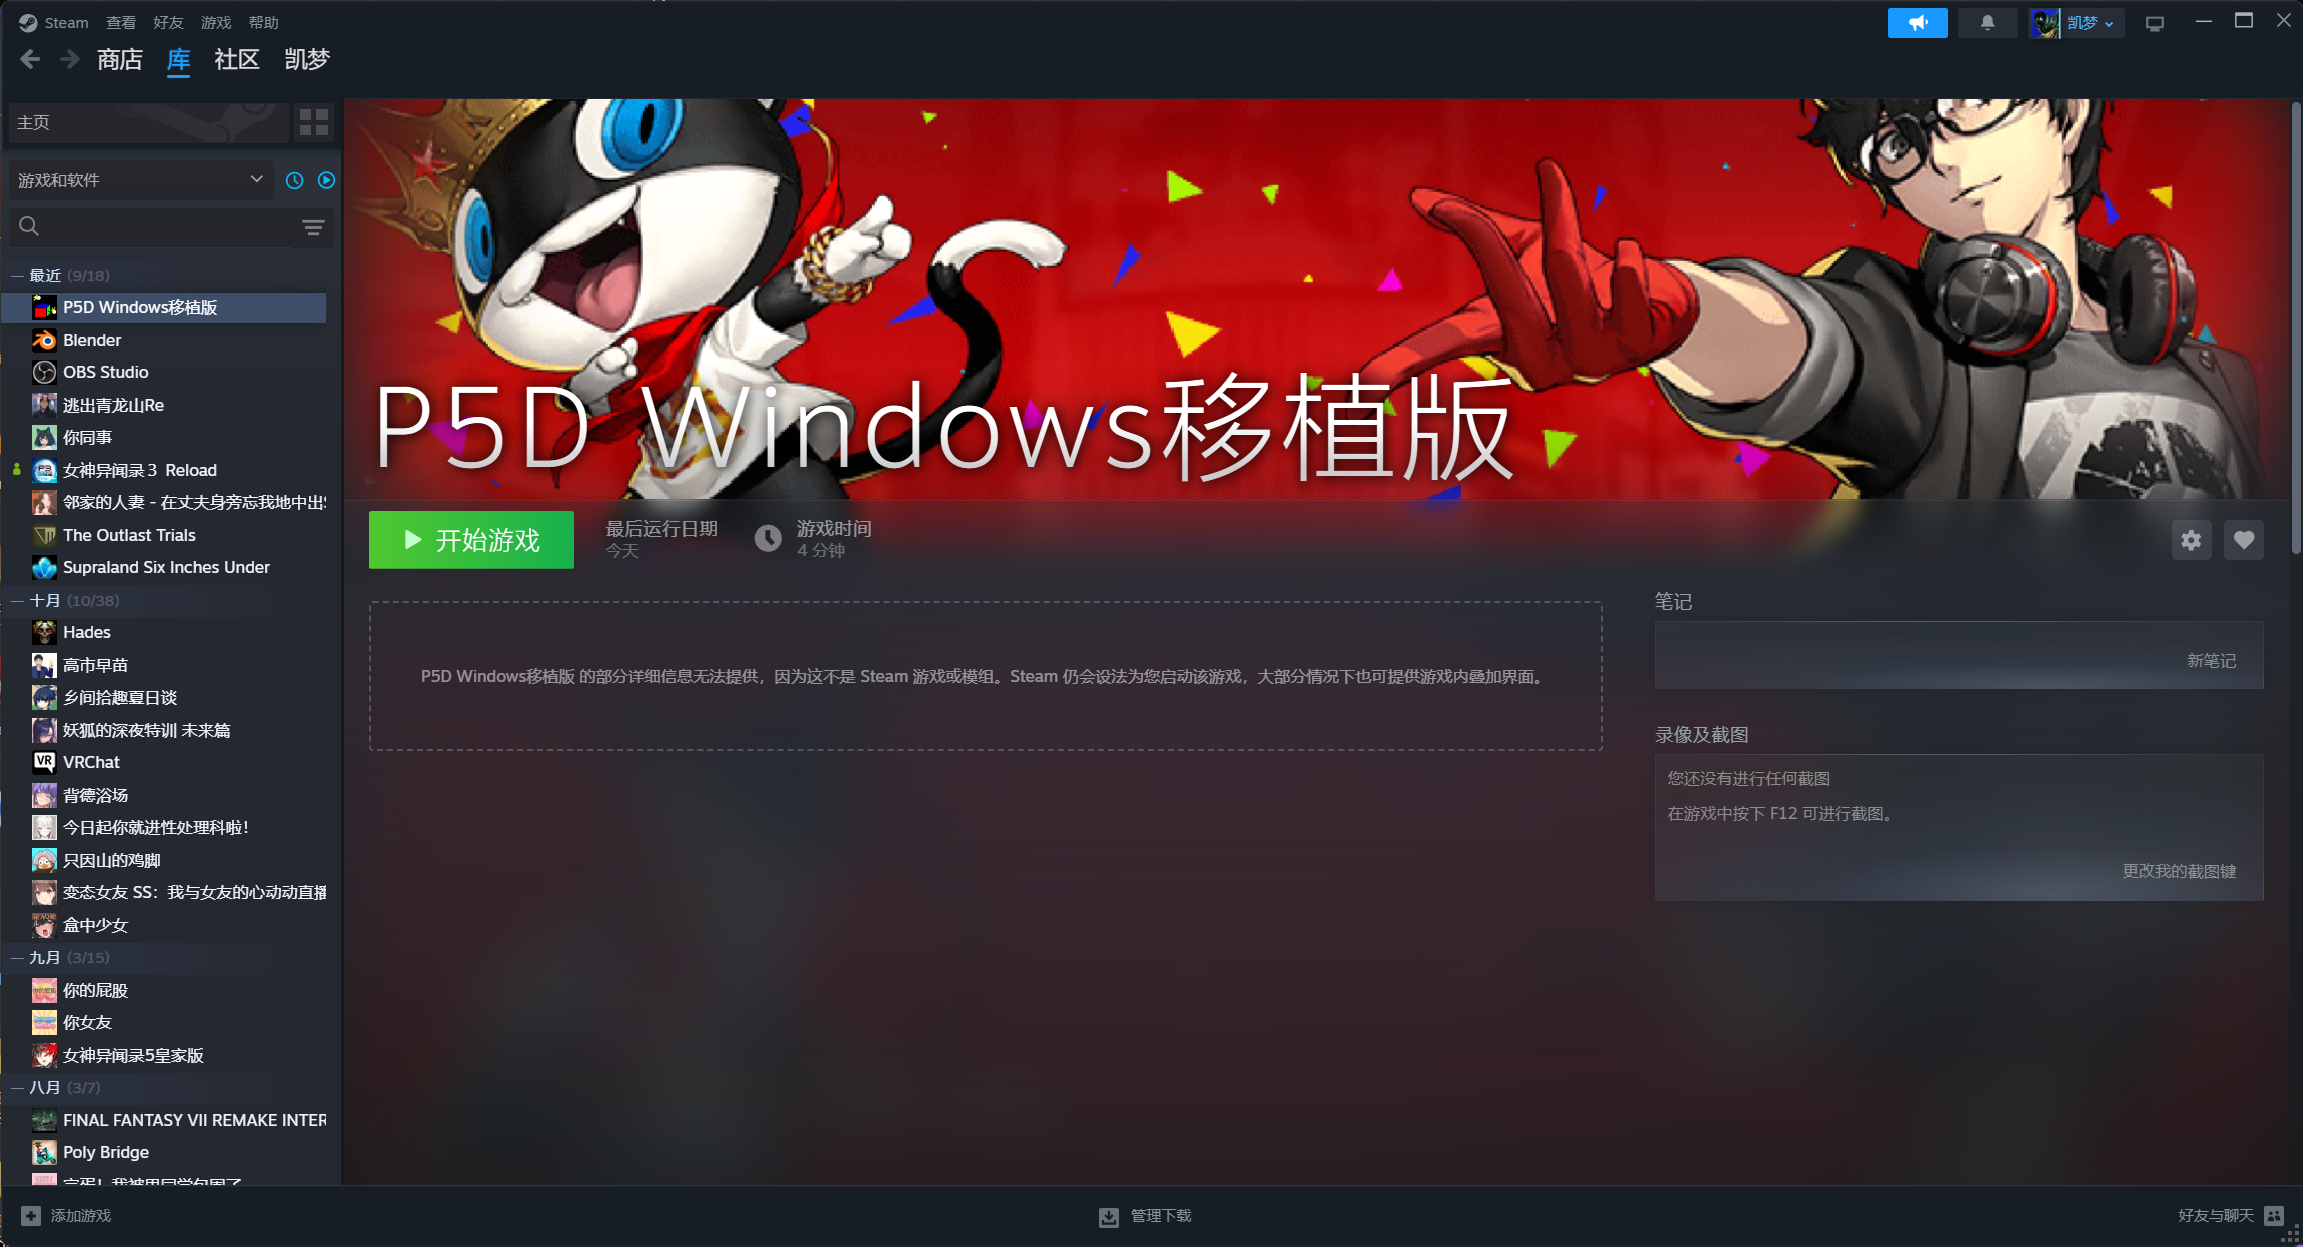 Steam 查看 好友 游戏 帮助
凯梦
商店 库 社区 凯梦
主页
游戏和软件
— 最近 (9/18)
P5D Windows移植版
Blender
OBS Studio
逃出青龙山Re
你同事
女神异闻录3 Reload
邻家的人妻 - 在丈夫身旁忘我地中出
The Outlast Trials
Supraland Six Inches Under
— 十月 (10/38)
Hades
高市早苗
乡间拾趣夏日谈
妖狐的深夜特训 未来篇
VRChat
背德浴场
今日起你就进性处理科啦！
只因山的鸡脚
变态女友 SS：我与女友的心动动直播
盒中少女
— 九月 (3/15)
你的屁股
你女友
女神异闻录5皇家版
— 八月 (3/7)
FINAL FANTASY VII REMAKE INTER
Poly Bridge
P5D Windows移植版
开始游戏
最后运行日期
今天
游戏时间
4 分钟
P5D Windows移植版 的部分详细信息无法提供，因为这不是 Steam 游戏或模组。Steam 仍会设法为您启动该游戏，大部分情况下也可提供游戏内叠加界面。
笔记
新笔记
录像及截图
您还没有进行任何截图
在游戏中按下 F12 可进行截图。
更改我的截图键
添加游戏
管理下载
好友与聊天